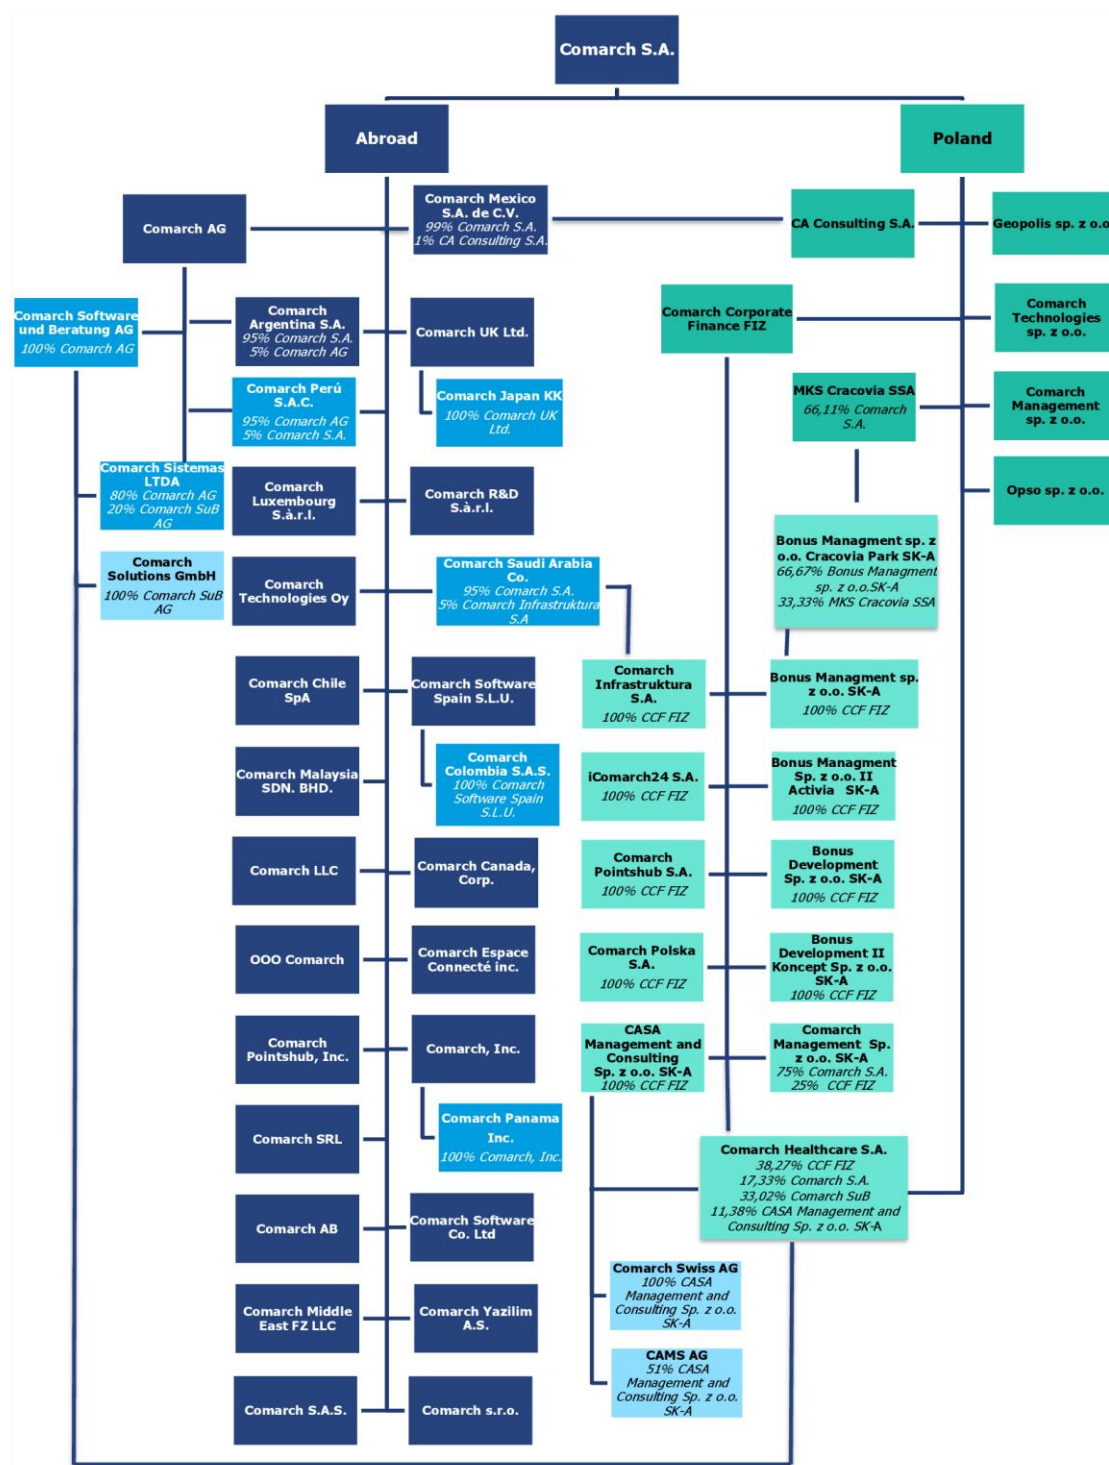 Comarch S.A.
Abroad
Poland
Comarch AG
Comarch Mexico
S.A. de C.V.
99% Comarch S.A.
1% CA Consulting S.A.
CA Consulting S.A.
Geopolis sp. z o.o
Comarch Software
und Beratung AG
100% Comarch AG
Comarch
Argentina S.A.
95% Comarch S.A.
5% Comarch AG
Comarch UK Ltd.
Comarch Corporate
Finance FIZ
Comarch
Technologies
sp. z o.o.
Comarch Perú
S.A.C.
95% Comarch AG
5% Comarch S.A.
Comarch Japan KK
100% Comarch UK
Ltd.
MKS Cracovia SSA
66,11% Comarch
S.A.
Comarch
Management
sp. z o.o.
Comarch Sistemas
LTDA
80% Comarch AG
20% Comarch SuB
AG
Comarch
Luxembourg
S.à.r.l.
Comarch R&D
S.à.r.l.
Opso sp. z o.o.
Comarch
Solutions GmbH
100% Comarch SuB
AG
Comarch
Technologies Oy
Comarch Saudi Arabia
Co.
95% Comarch S.A.
5% Comarch Infrastruktura
S.A
Bonus Managment sp. z
o.o. Cracovia Park SK-A
66,67% Bonus Managment
sp. z o.o.SK-A
33,33% MKS Cracovia SSA
Comarch Chile
SpA
Comarch Software
Spain S.L.U.
Comarch
Infrastruktura
S.A.
100% CCF FIZ
Bonus Managment sp.
z o.o. SK-A
100% CCF FIZ
Comarch Malaysia
SDN. BHD.
Comarch
Colombia S.A.S.
100% Comarch
Software Spain
S.L.U.
iComarch24 S.A.
100% CCF FIZ
Bonus Managment
Sp. z o.o. II
Activia SK-A
100% CCF FIZ
Comarch LLC
Comarch Canada,
Corp.
Comarch
Pointshub S.A.
100% CCF FIZ
Bonus
Development
Sp. z o.o. SK-A
100% CCF FIZ
OOO Comarch
Comarch Espace
Connecté inc.
Comarch Polska
S.A.
100% CCF FIZ
Bonus
Development II
Koncept Sp. z o.o.
SK-A
100% CCF FIZ
Comarch
Pointshub, Inc.
Comarch, Inc.
CASA
Management and
Consulting
Sp. z o.o. SK-A
100% CCF FIZ
Comarch
Management Sp.
z o.o. SK-A
75% Comarch S.A.
25% CCF FIZ
Comarch SRL
Comarch Panama
Inc.
100% Comarch, Inc.
Comarch Healthcare S.A.
38,27% CCF FIZ
17,33% Comarch S.A.
33,02% Comarch SuB
11,38% CASA Management and
Consulting Sp. z o.o. SK-A
Comarch AB
Comarch Software
Co. Ltd
Comarch Swiss AG
100% CASA
Management and
Consulting Sp. z o.o.
SK-A
Comarch Middle
East FZ LLC
Comarch Yazilim
A.S.
CAMS AG
51% CASA
Management and
Consulting Sp. z o.o.
SK-A
Comarch S.A.S.
Comarch s.r.o.